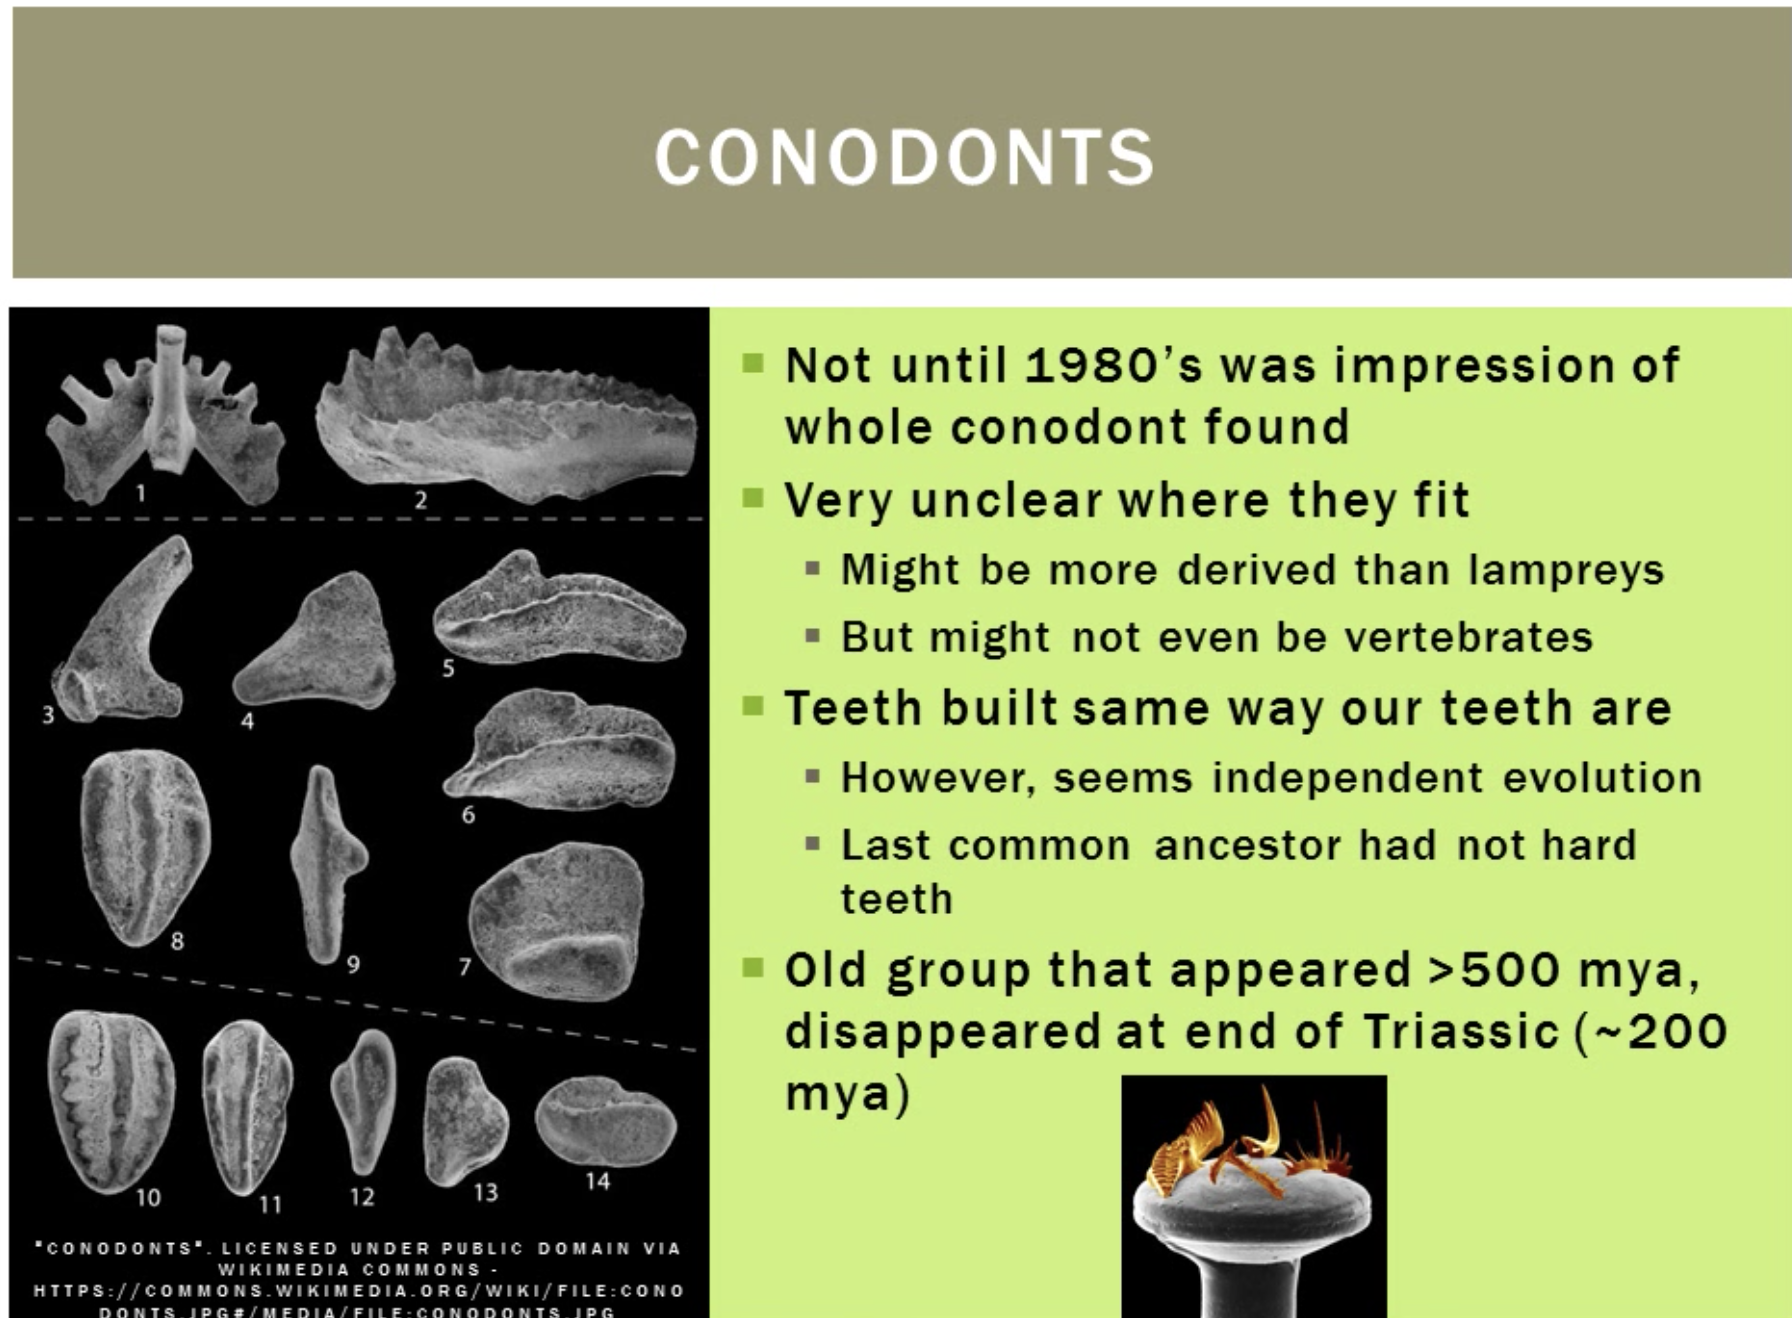 CONODONTS
1
2
3
4
5
6
7
8
9
10
11
12
13
14
"CONODONTS". LICENSED UNDER PUBLIC DOMAIN VIA
WIKIMEDIA COMMONS -
HTTPS://COMMONS.WIKIMEDIA.ORG/WIKI/FILE:CONO
DONTS.JPG#/MEDIA/FILE:CONODONTS.JPG
Not until 1980's was impression of
whole conodont found
Very unclear where they fit
Might be more derived than lampreys
But might not even be vertebrates
Teeth built same way our teeth are
However, seems independent evolution
Last common ancestor had not hard
teeth
Old group that appeared >500 mya,
disappeared at end of Triassic (~200
mya)